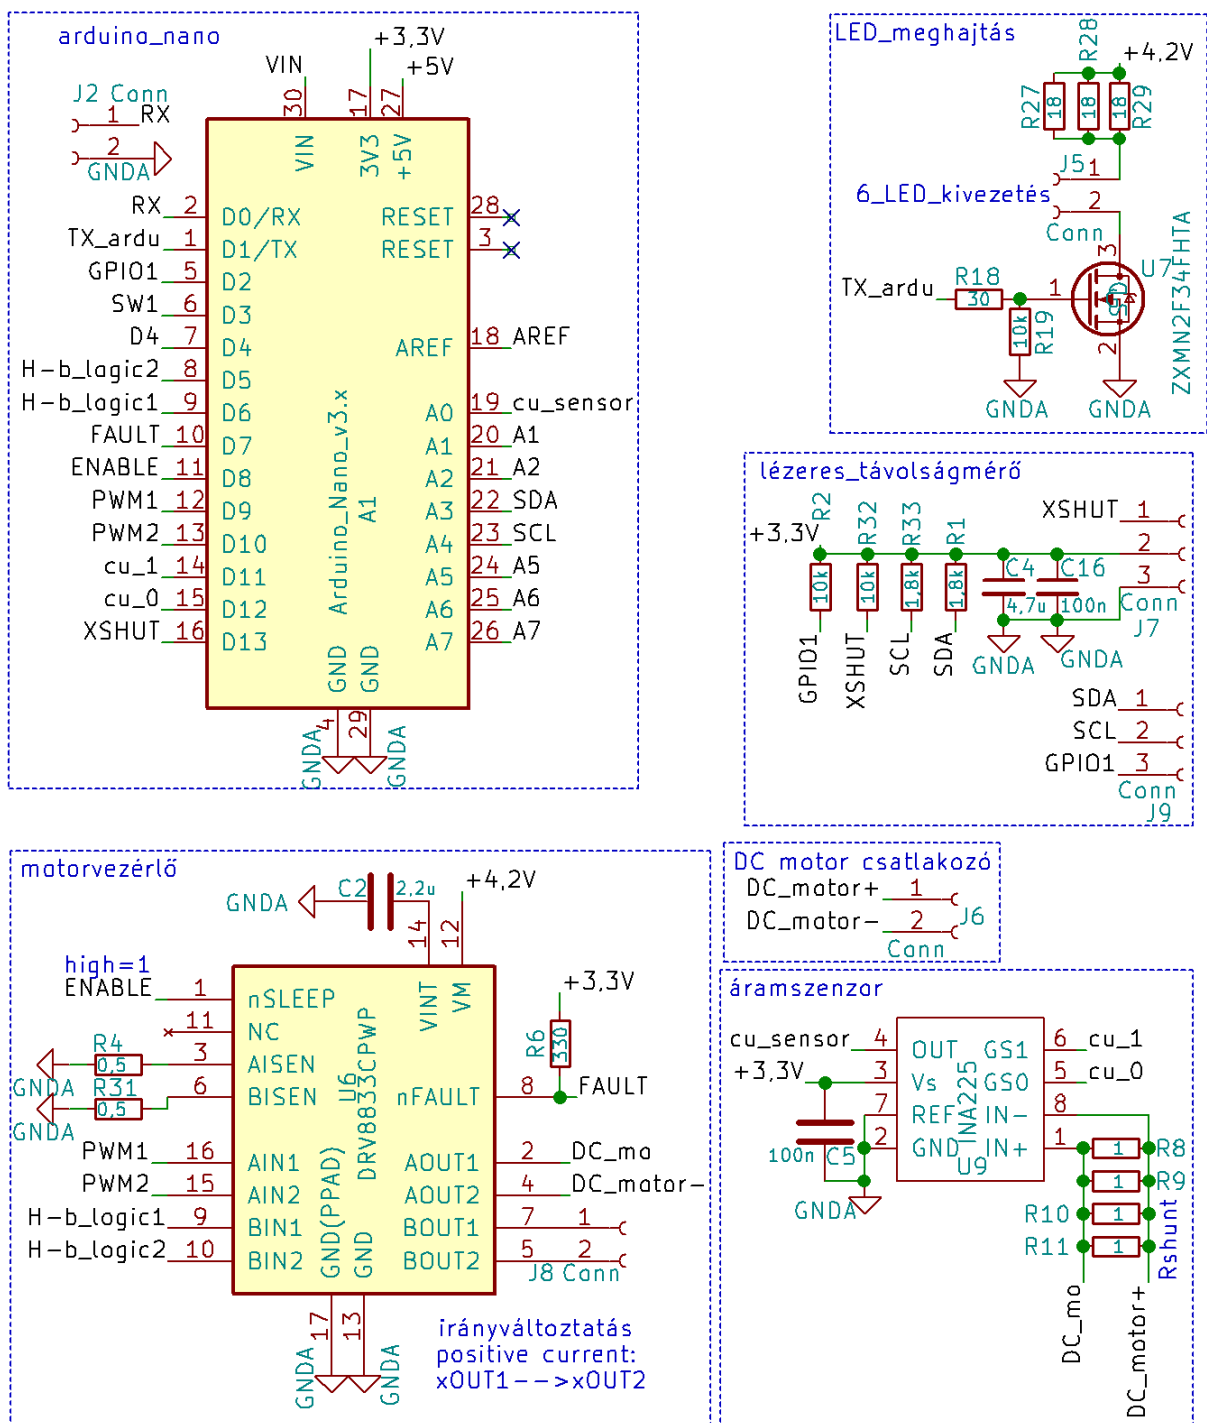 arduino_nano
J2 Conn
1 RX
2
GNDA
VIN
+3,3V
+5V
30
17
27
VIN
3V3
+5V
RX 2 D0/RX
TX_ardu 1 D1/TX
GPIO1 5 D2
SW1 6 D3
D4 7 D4
H-b_logic2 8 D5
H-b_logic1 9 D6
FAULT 10 D7
ENABLE 11 D8
PWM1 12 D9
PWM2 13 D10
cu_1 14 D11
cu_0 15 D12
XSHUT 16 D13
RESET 28
RESET 3
AREF 18 AREF
A0 19 cu_sensor
A1 20 A1
A2 21 A2
A3 22 SDA
A4 23 SCL
A5 24 A5
A6 25 A6
A7 26 A7
Arduino_Nano_v3.x
A1
GND
GND
4
29
GNDA
GNDA
LED_meghajtás
R28
+4,2V
R27
18
18
18
R29
J5
1
6_LED_kivezetés
2
Conn
3
U7
TX_ardu
R18
30
1
D
G
S
10k
R19
2
ZXMN2F34FHTA
GNDA
GNDA
lézeres_távolságmérő
+3,3V
R2
R32
R33
R1
10k
10k
1,8k
1,8k
C4
4,7u
C16
100n
GPIO1
XSHUT
SCL
SDA
GNDA
GNDA
XSHUT 1
2
3
Conn
J7
SDA 1
SCL 2
GPIO1 3
Conn
J9
motorvezérlő
GNDA
C2
2,2u
+4,2V
14
12
VINT
VM
high=1
ENABLE 1 nSLEEP
11 NC
R4
0,5
3 AISEN
GNDA
R31
0,5
6 BISEN
GNDA
PWM1 16 AIN1
PWM2 15 AIN2
H-b_logic1 9 BIN1
H-b_logic2 10 BIN2
U6
DRV8833CPWP
+3,3V
R6
330
nFAULT 8 FAULT
AOUT1 2 DC_mo
AOUT2 4 DC_motor-
BOUT1 7 1
BOUT2 5 2
J8 Conn
GND(PPAD)
GND
17
13
GNDA
GNDA
irányváltoztatás
positive current:
xOUT1-->xOUT2
DC motor csatlakozó
DC_motor+ 1
DC_motor- 2
J6
Conn
áramszenzor
cu_sensor 4 OUT
+3,3V 3 Vs
7 REF
2 GND
GS1 6 cu_1
GS0 5 cu_0
IN- 8
IN+ 1
INA225
U9
100n C5
GNDA
1 R8
1 R9
R10 1
R11 1
Rshunt
DC_mo
DC_motor+